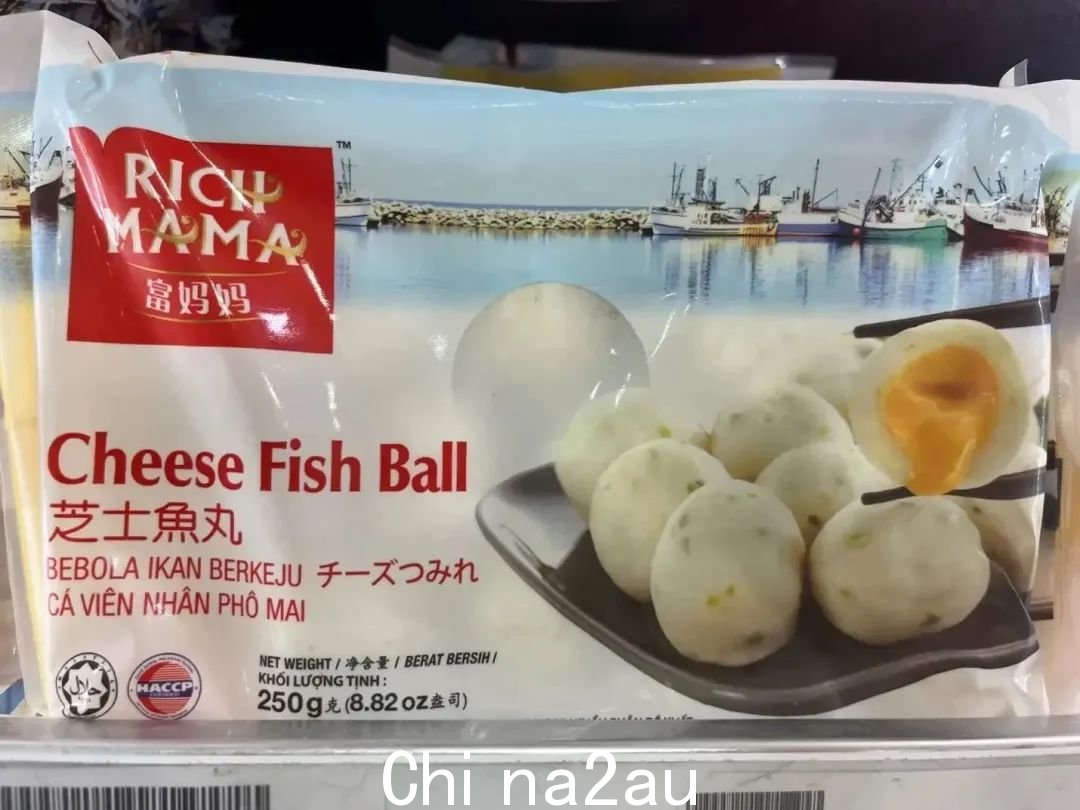 RICH
MAMA
TM
富妈妈
Cheese Fish Ball
芝士魚丸
BEBOLA IKAN BERKEJU チーズつみれ
CÁ VIÊN NHÂN PHÔ MAI
HACCP
NET WEIGHT / 净含量 / BERAT BERSIH /
KHỐI LƯỢNG TỊNH :
250g克 (8.82 oz盎司)
Chi na2au